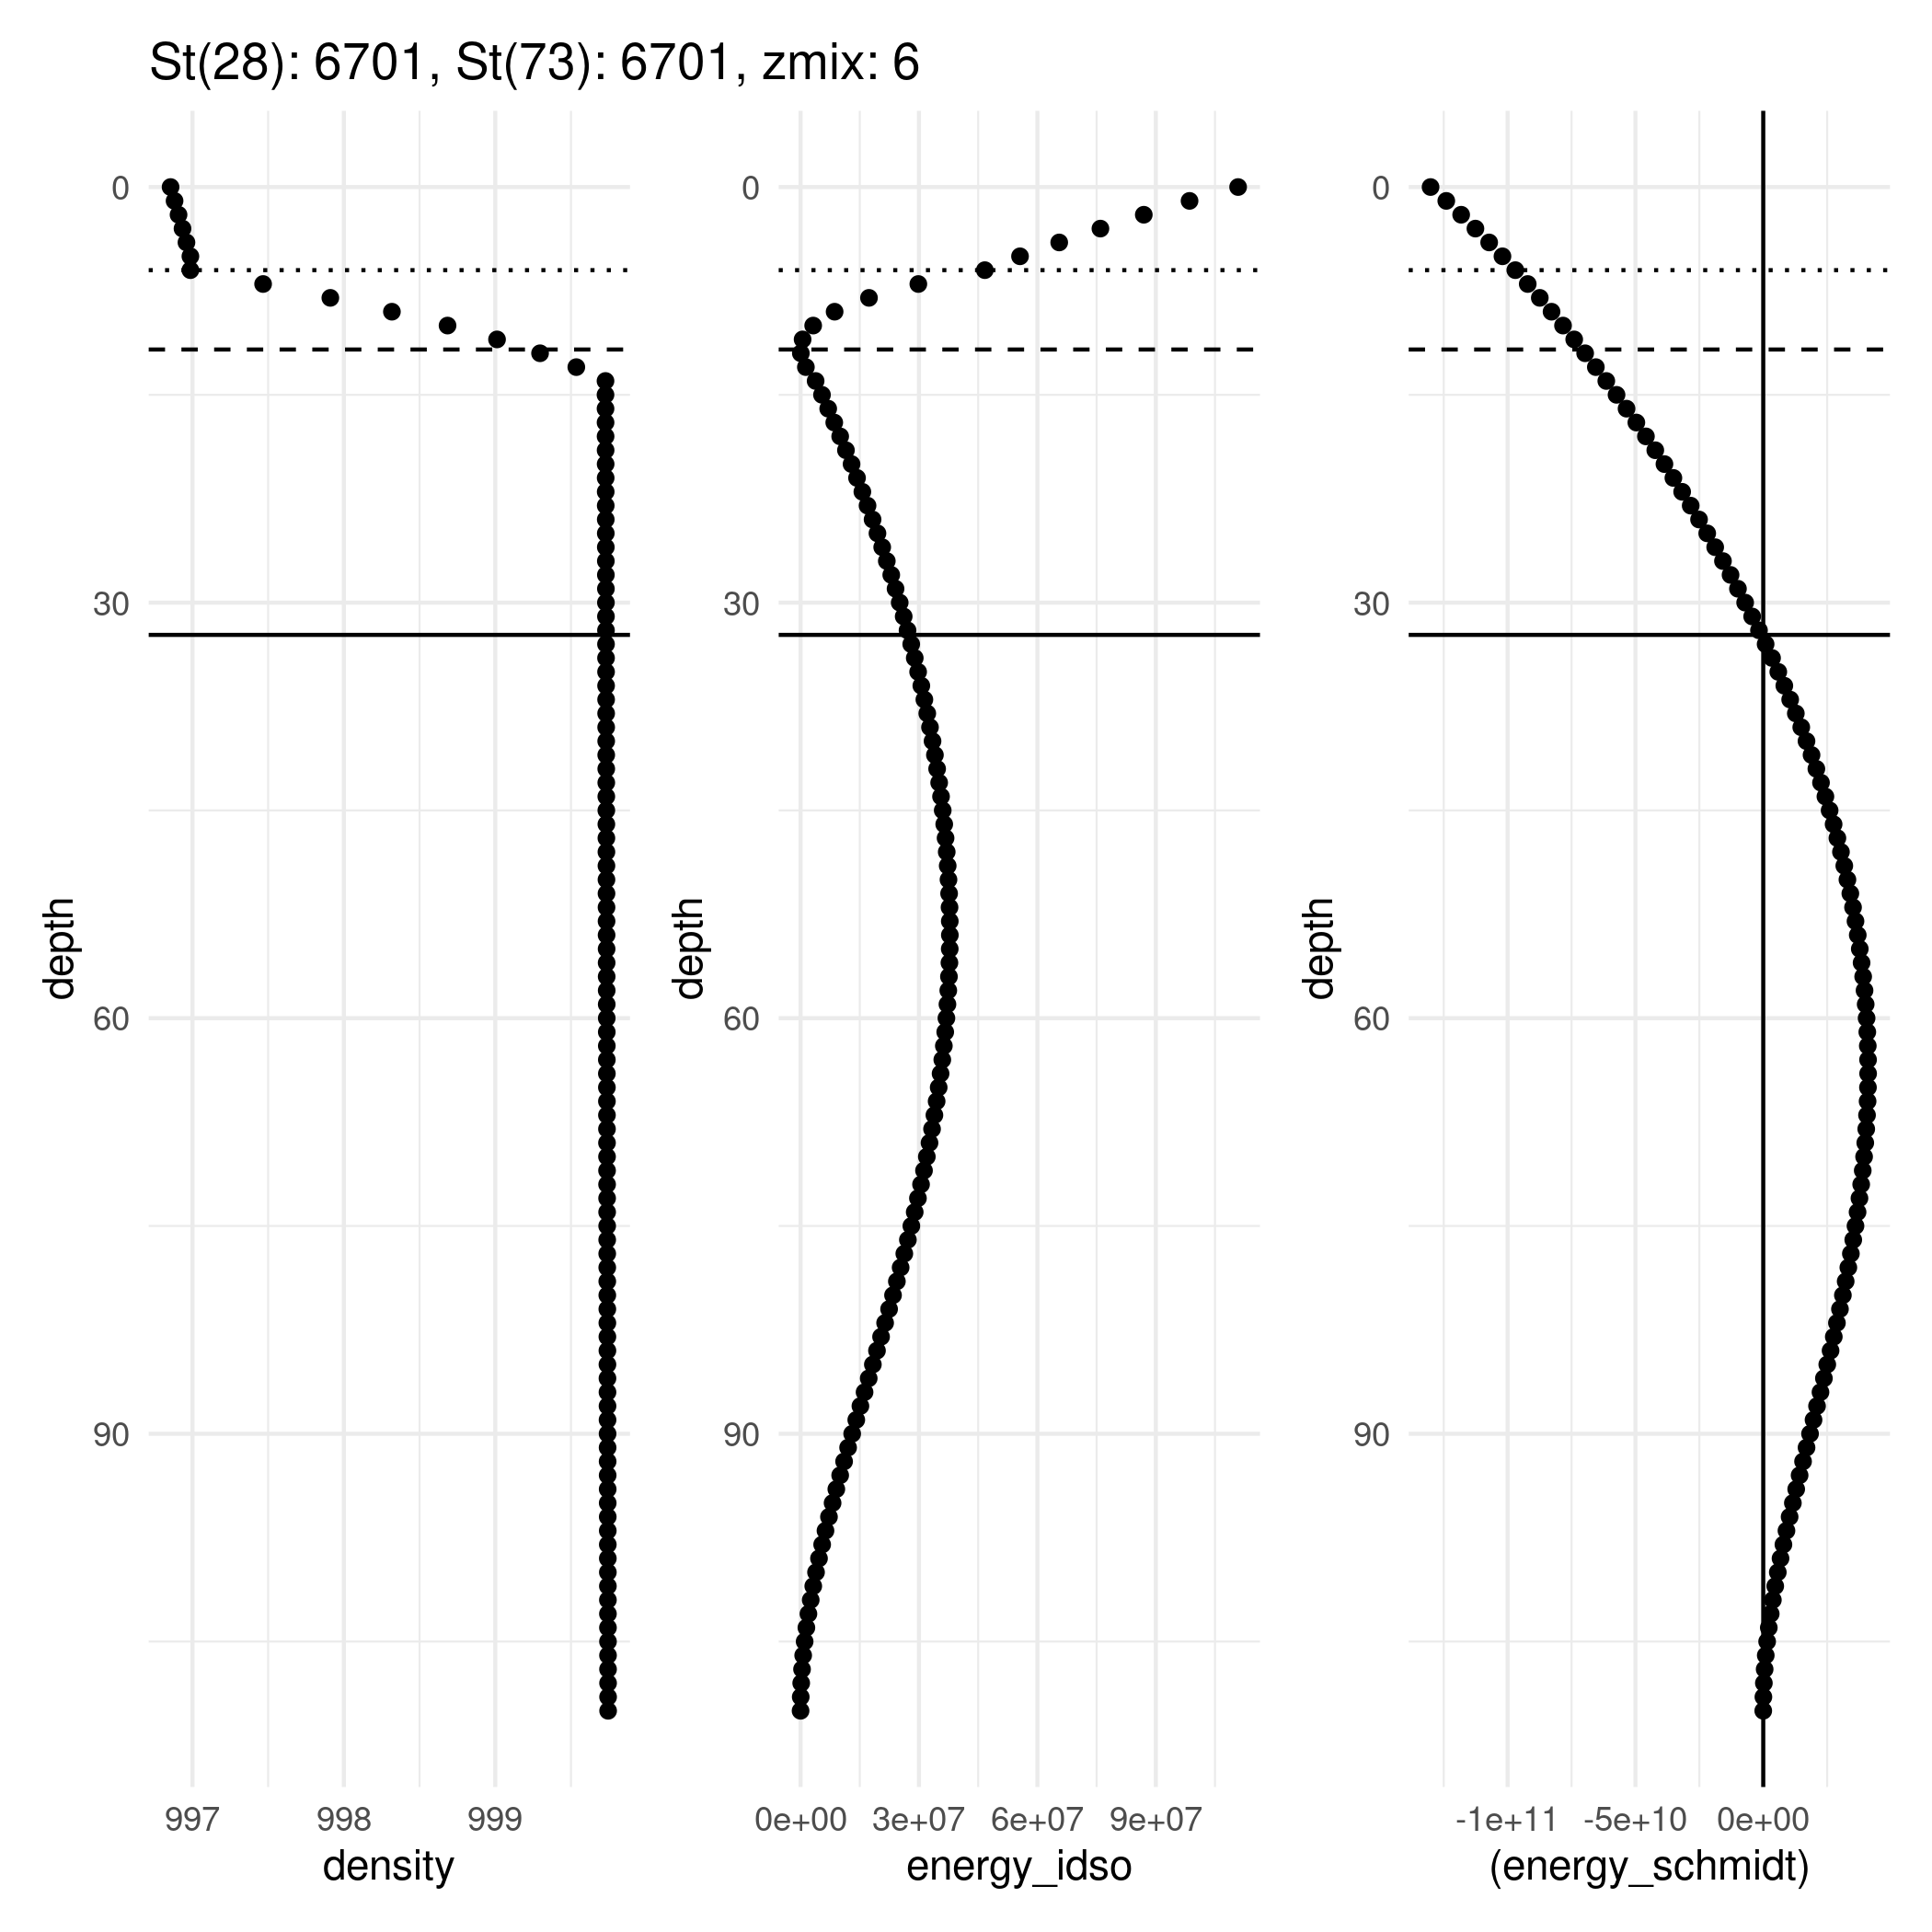 St(28): 6701, St(73): 6701, zmix: 6
0
30
60
90
depth
997 998 999
density
0
30
60
90
depth
0e+00 3e+07 6e+07 9e+07
energy_idso
0
30
60
90
depth
-1e+11 -5e+10 0e+00
(energy_schmidt)